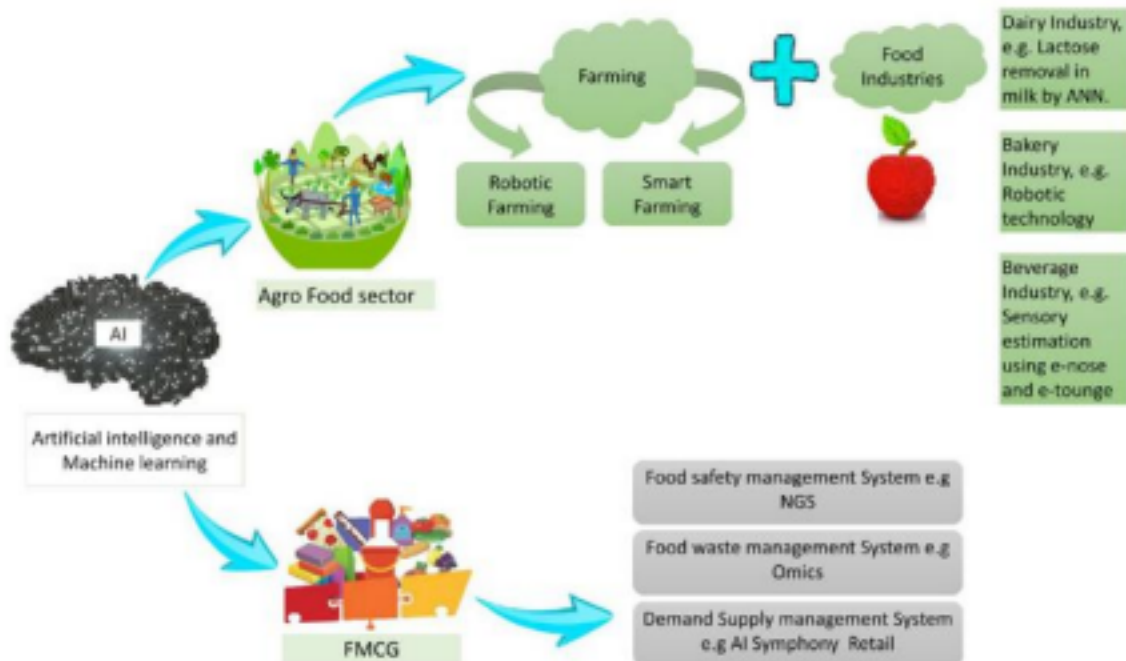 Farming
Food
Industries
Dairy Industry,
e.g. Lactose
removal in
milk by ANN.
Robotic
Farming
Smart
Farming
Bakery
Industry, e.g.
Robotic
technology
Agro Food sector
Beverage
Industry, e.g.
Sensory
estimation
using e-nose
and e-tounge
AI
Artificial intelligence and
Machine learning
FMCG
Food safety management System e.g
NGS
Food waste management System e.g
Omics
Demand Supply management System
e.g AI Symphony Retail